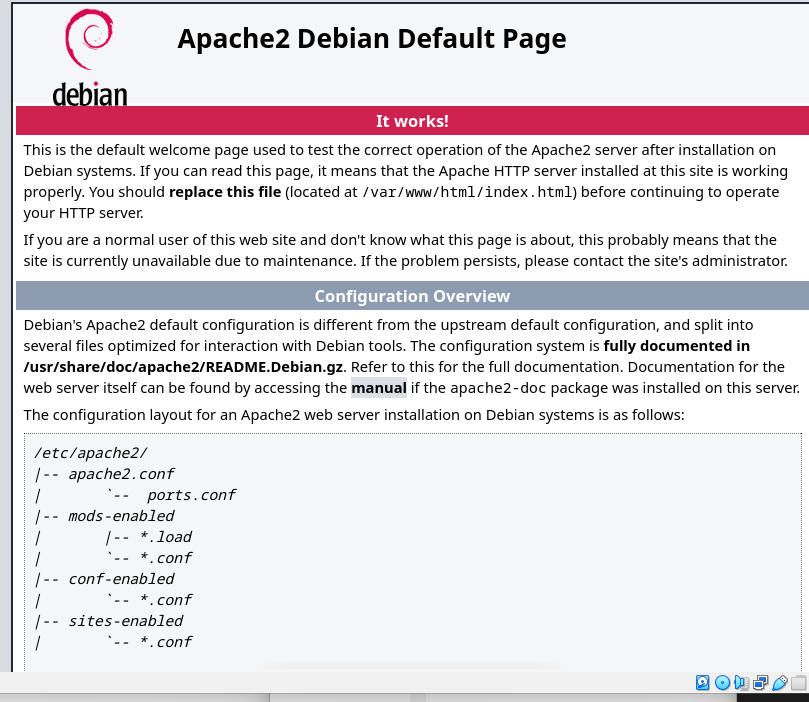 Apache2 Debian Default Page
debian
It works!
This is the default welcome page used to test the correct operation of the Apache2 server after installation on
Debian systems. If you can read this page, it means that the Apache HTTP server installed at this site is working
properly. You should replace this file (located at /var/www/html/index.html) before continuing to operate
your HTTP server.
If you are a normal user of this web site and don't know what this page is about, this probably means that the
site is currently unavailable due to maintenance. If the problem persists, please contact the site's administrator.
Configuration Overview
Debian's Apache2 default configuration is different from the upstream default configuration, and split into
several files optimized for interaction with Debian tools. The configuration system is fully documented in
/usr/share/doc/apache2/README.Debian.gz. Refer to this for the full documentation. Documentation for the
web server itself can be found by accessing the manual if the apache2-doc package was installed on this server.
The configuration layout for an Apache2 web server installation on Debian systems is as follows:
/etc/apache2/
|-- apache2.conf
|       `--  ports.conf
|-- mods-enabled
|       |-- *.load
|       `-- *.conf
|-- conf-enabled
|       `-- *.conf
|-- sites-enabled
|       `-- *.conf